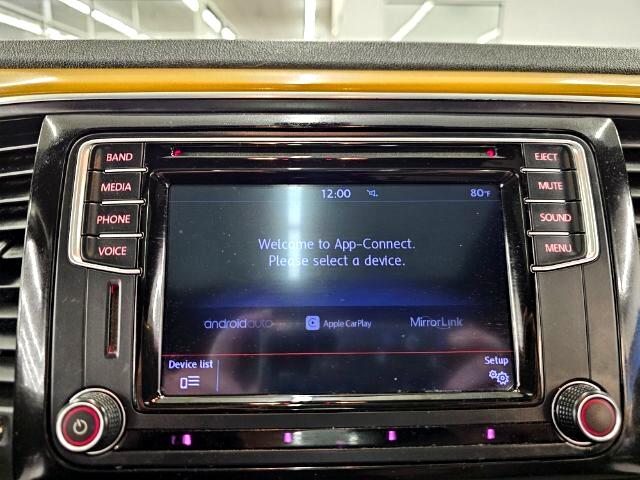 BAND
MEDIA
PHONE
VOICE
EJECT
MUTE
SOUND
MENU
12:00
80°F
Welcome to App-Connect.
Please select a device.
androidauto
Apple CarPlay
MirrorLink
Device list
Setup